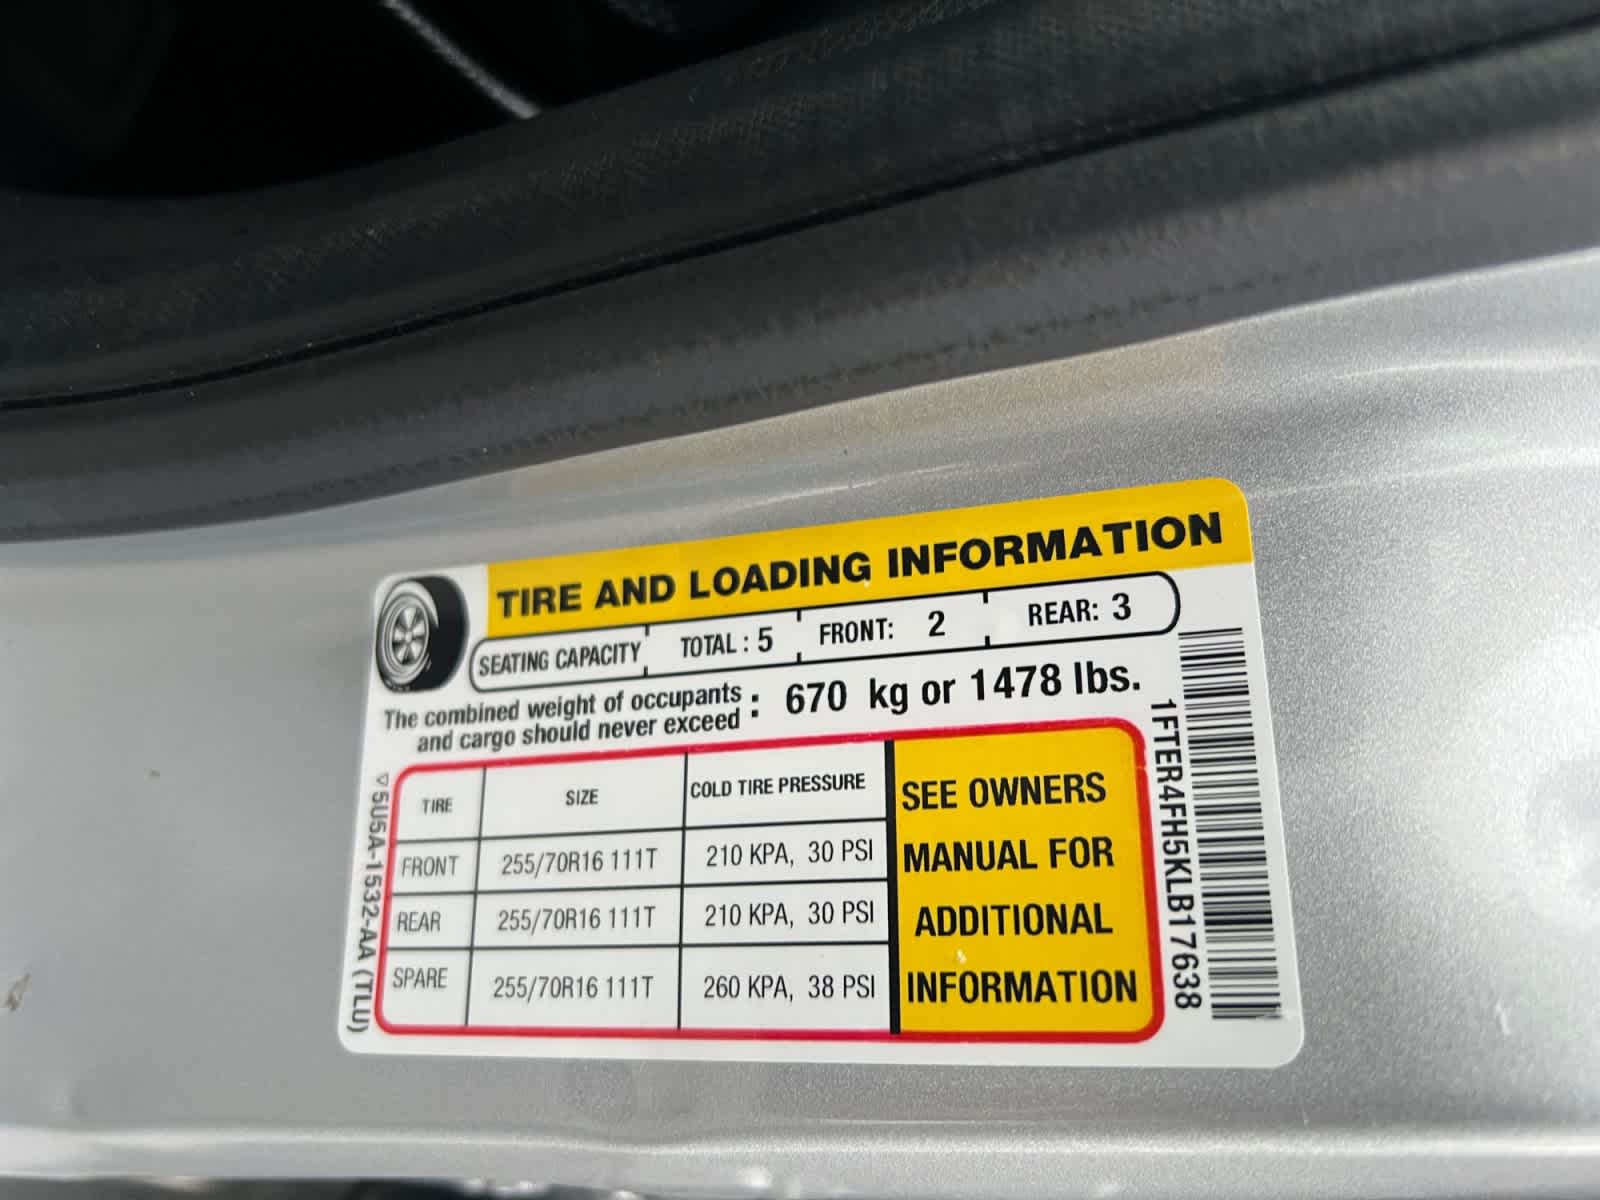 TIRE AND LOADING INFORMATION
SEATING CAPACITY TOTAL : 5 FRONT: 2 REAR: 3
The combined weight of occupants
and cargo should never exceed : 670 kg or 1478 lbs.
TIRE SIZE COLD TIRE PRESSURE
FRONT 255/70R16 111T 210 KPA, 30 PSI
REAR 255/70R16 111T 210 KPA, 30 PSI
SPARE 255/70R16 111T 260 KPA, 38 PSI
SEE OWNERS
MANUAL FOR
ADDITIONAL
INFORMATION
5U5A-1532-AA (TLU)
1FTER4FH5KLB17638